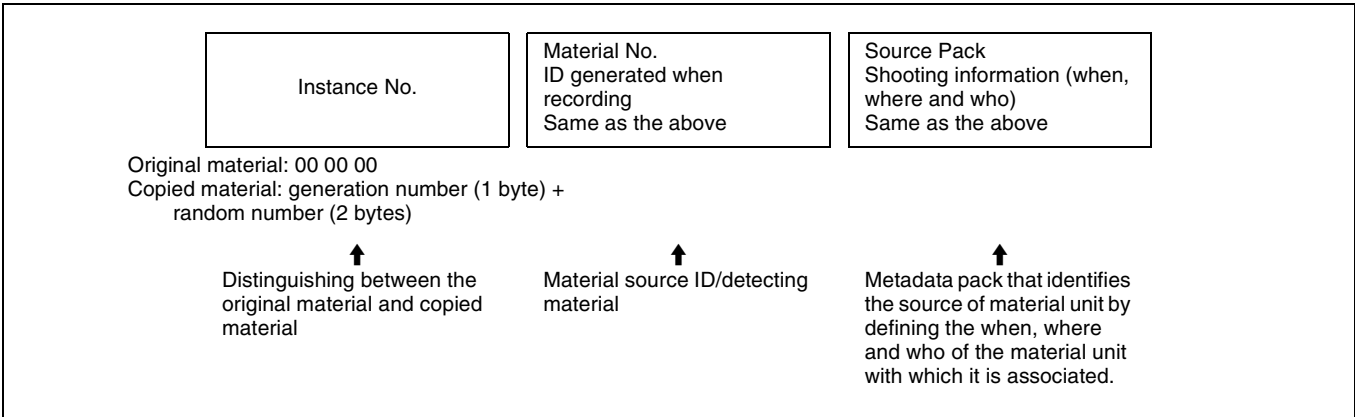 Instance No.
Material No.
ID generated when
recording
Same as the above
Source Pack
Shooting information (when,
where and who)
Same as the above
Original material: 00 00 00
Copied material: generation number (1 byte) +
random number (2 bytes)
Distinguishing between the
original material and copied
material
Material source ID/detecting
material
Metadata pack that identifies
the source of material unit by
defining the when, where
and who of the material unit
with which it is associated.